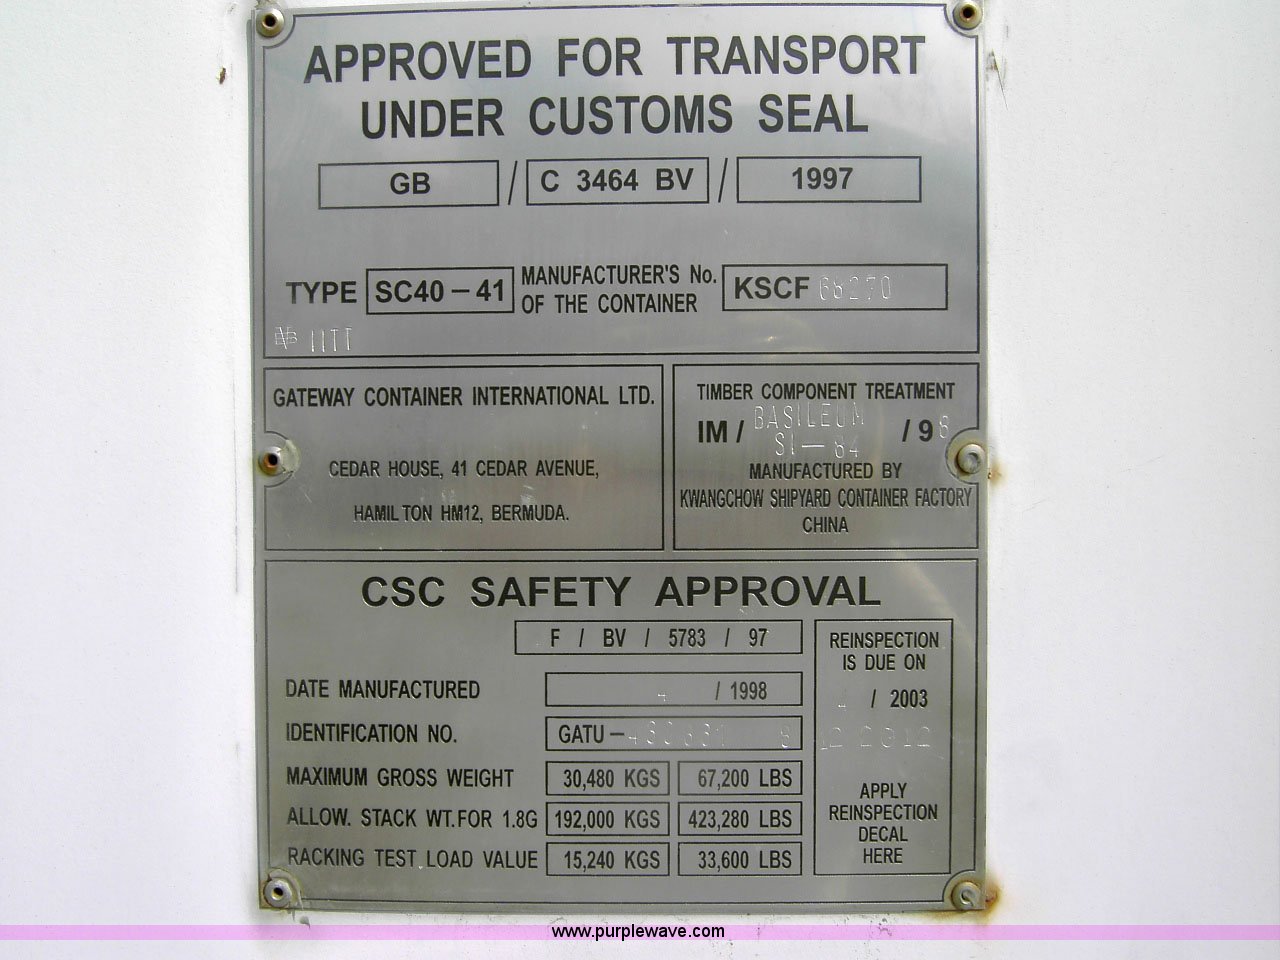 APPROVED FOR TRANSPORT
UNDER CUSTOMS SEAL
GB / C 3464 BV / 1997
TYPE SC40-41 MANUFACTURER'S No. OF THE CONTAINER KSCF
GATEWAY CONTAINER INTERNATIONAL LTD.
CEDAR HOUSE, 41 CEDAR AVENUE,
HAMILTON HM12, BERMUDA.
TIMBER COMPONENT TREATMENT
IM / BASILEUM SI-84 / 98
MANUFACTURED BY
KWANGCHOW SHIPYARD CONTAINER FACTORY
CHINA
CSC SAFETY APPROVAL
F / BV / 5783 / 97
DATE MANUFACTURED 4 / 1998
IDENTIFICATION NO. GATU-
MAXIMUM GROSS WEIGHT 30,480 KGS 67,200 LBS
ALLOW. STACK WT.FOR 1.8G 192,000 KGS 423,280 LBS
RACKING TEST LOAD VALUE 15,240 KGS 33,600 LBS
REINSPECTION
IS DUE ON
/ 2003
12 2012
APPLY
REINSPECTION
DECAL
HERE
www.purplewave.com